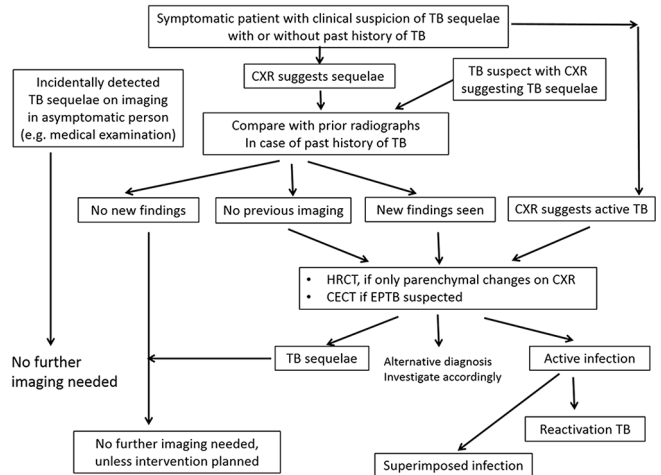 Symptomatic patient with clinical suspicion of TB sequelae
with or without past history of TB
Incidentally detected
TB sequelae on imaging
in asymptomatic person
(e.g. medical examination)
CXR suggests sequelae
TB suspect with CXR
suggesting TB sequelae
Compare with prior radiographs
In case of past history of TB
No new findings
No previous imaging
New findings seen
CXR suggests active TB
• HRCT, if only parenchymal changes on CXR
• CECT if EPTB suspected
No further
imaging needed
TB sequelae
Alternative diagnosis
Investigate accordingly
Active infection
Reactivation TB
No further imaging needed,
unless intervention planned
Superimposed infection